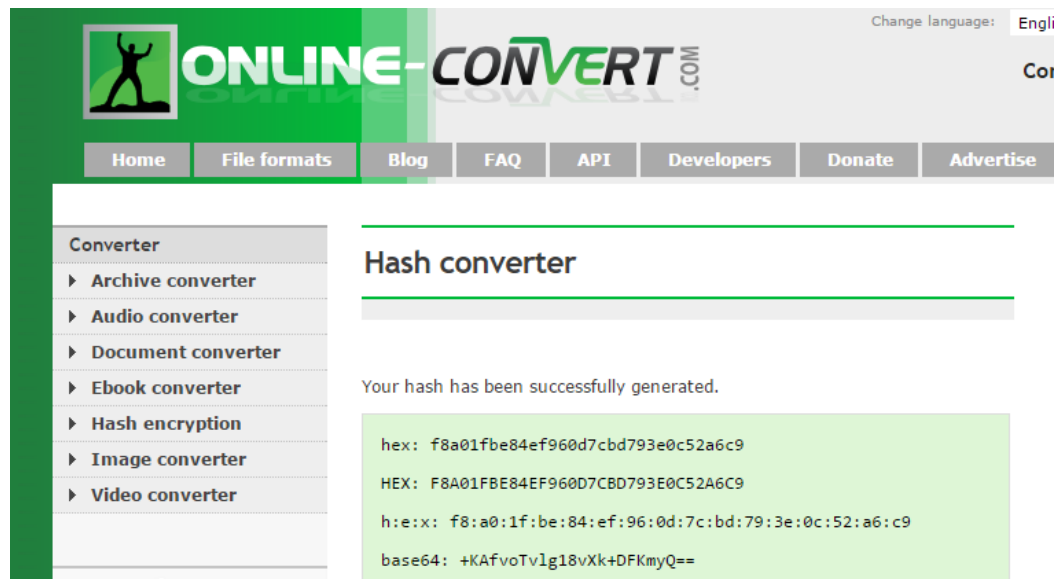 Change language: Engli
ONLINE-CONVERT.COM
Con
Home File formats Blog FAQ API Developers Donate Advertise
Converter
Archive converter
Audio converter
Document converter
Ebook converter
Hash encryption
Image converter
Video converter
Hash converter
Your hash has been successfully generated.
hex: f8a01fbe84ef960d7cbd793e0c52a6c9
HEX: F8A01FBE84EF960D7CBD793E0C52A6C9
h:e:x: f8:a0:1f:be:84:ef:96:0d:7c:bd:79:3e:0c:52:a6:c9
base64: +KAfvoTvlg18vXk+DFKmyQ==